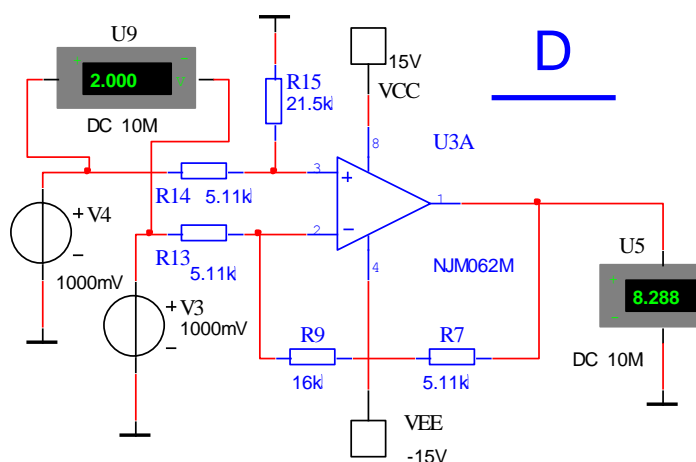 U9
+ −
2.000 V
DC 10M
15V
VCC
D
R15
21.5k
8
U3A
3
+
1
R14
5.11k
+
V4
−
1000mV
2
−
R13
5.11k
4
NJM062M
U5
+
8.288
−
DC 10M
+
V3
1000mV
−
R9
16k
R7
5.11k
VEE
-15V